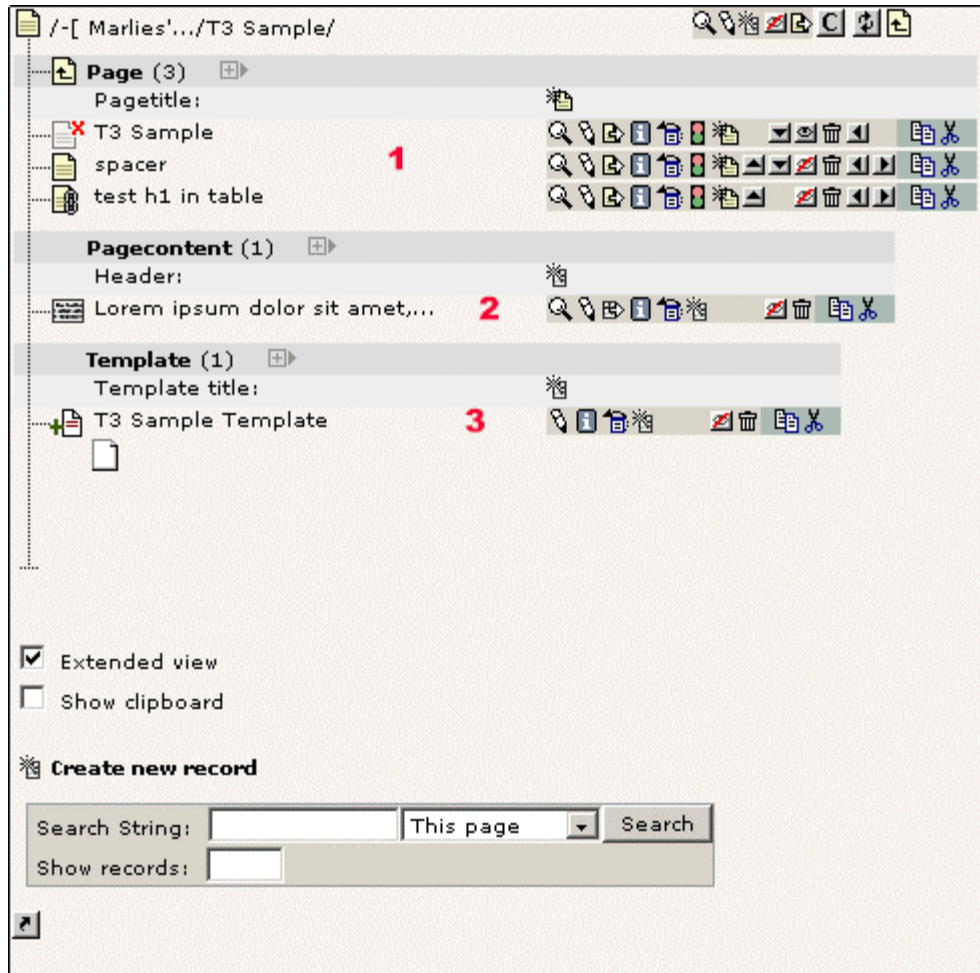 /-[ Marlies'.../T3 Sample/ C
Page (3)
Pagetitle:
T3 Sample
spacer 1
test h1 in table
Pagecontent (1)
Header:
Lorem ipsum dolor sit amet,... 2
Template (1)
Template title:
T3 Sample Template 3
Extended view
Show clipboard
Create new record
Search String: This page Search
Show records: